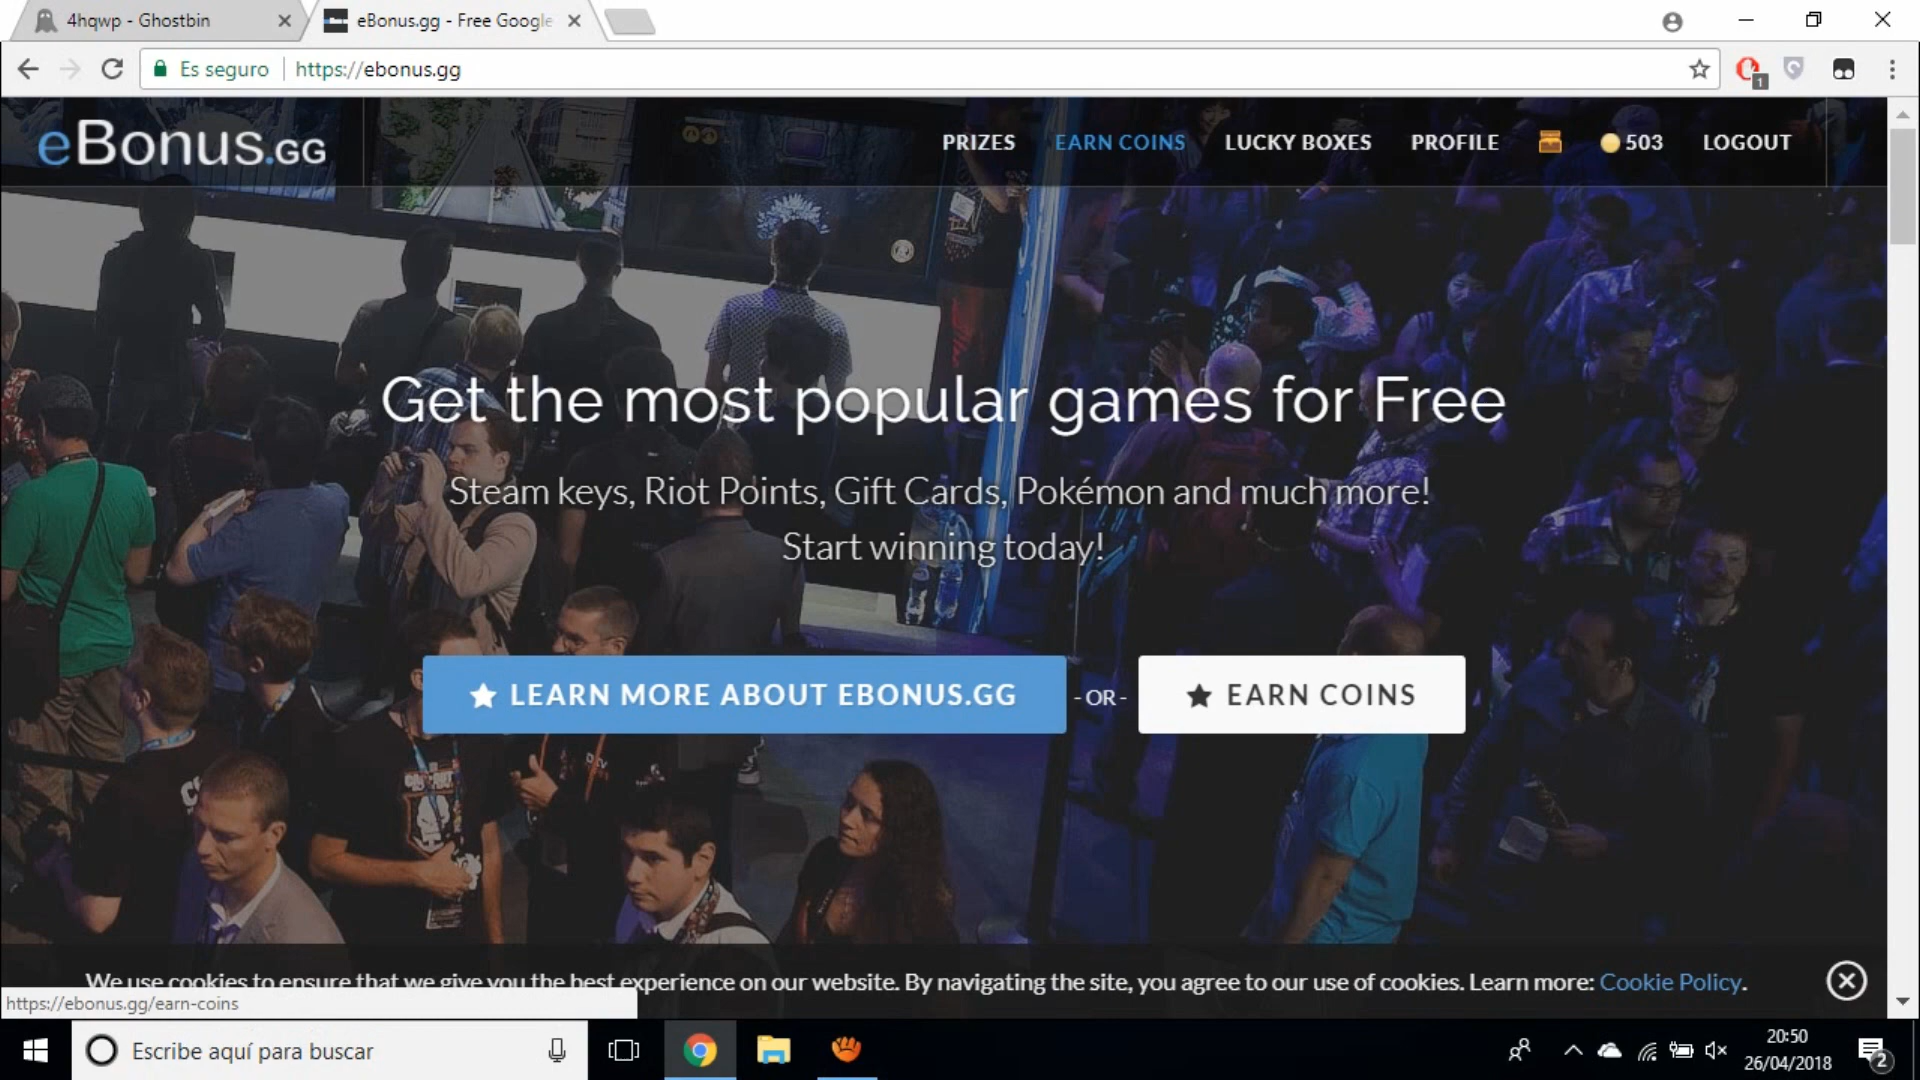 4hqwp - Ghostbin
eBonus.gg - Free Google
Es seguro
https://ebonus.gg
1
eBonus.GG
PRIZES
EARN COINS
LUCKY BOXES
PROFILE
503
LOGOUT
Get the most popular games for Free
Steam keys, Riot Points, Gift Cards, Pokémon and much more!
Start winning today!
LEARN MORE ABOUT EBONUS.GG
- OR -
EARN COINS
We use cookies to ensure that we give you the best experience on our website. By navigating the site, you agree to our use of cookies. Learn more: Cookie Policy.
https://ebonus.gg/earn-coins
Escribe aquí para buscar
20:50
26/04/2018
2